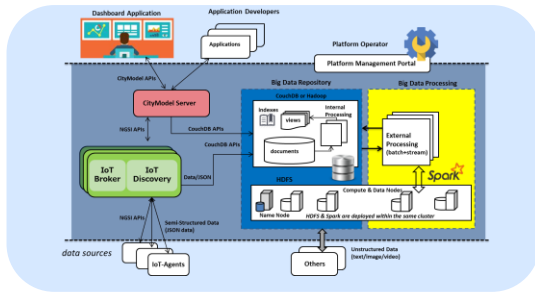 Dashboard Application
Application Developers
Applications
Platform Operator
Platform Management Portal
CityModel APIs
CityModel Server
Big Data Repository
Big Data Processing
CouchDB or Hadoop
Indexes
views
Internal
Processing
documents
External
Processing
(batch+stream)
NGSI APIs
CouchDB APIs
CouchDB APIs
IoT
Broker
IoT
Discovery
Data/JSON
HDFS
Spark
Compute & Data Nodes
Name Node
HDFS & Spark are deployed within the same cluster
NGSI APIs
Semi-Structured Data
(JSON data)
data sources
IoT-Agents
Others
Unstructured Data
(text/image/video)